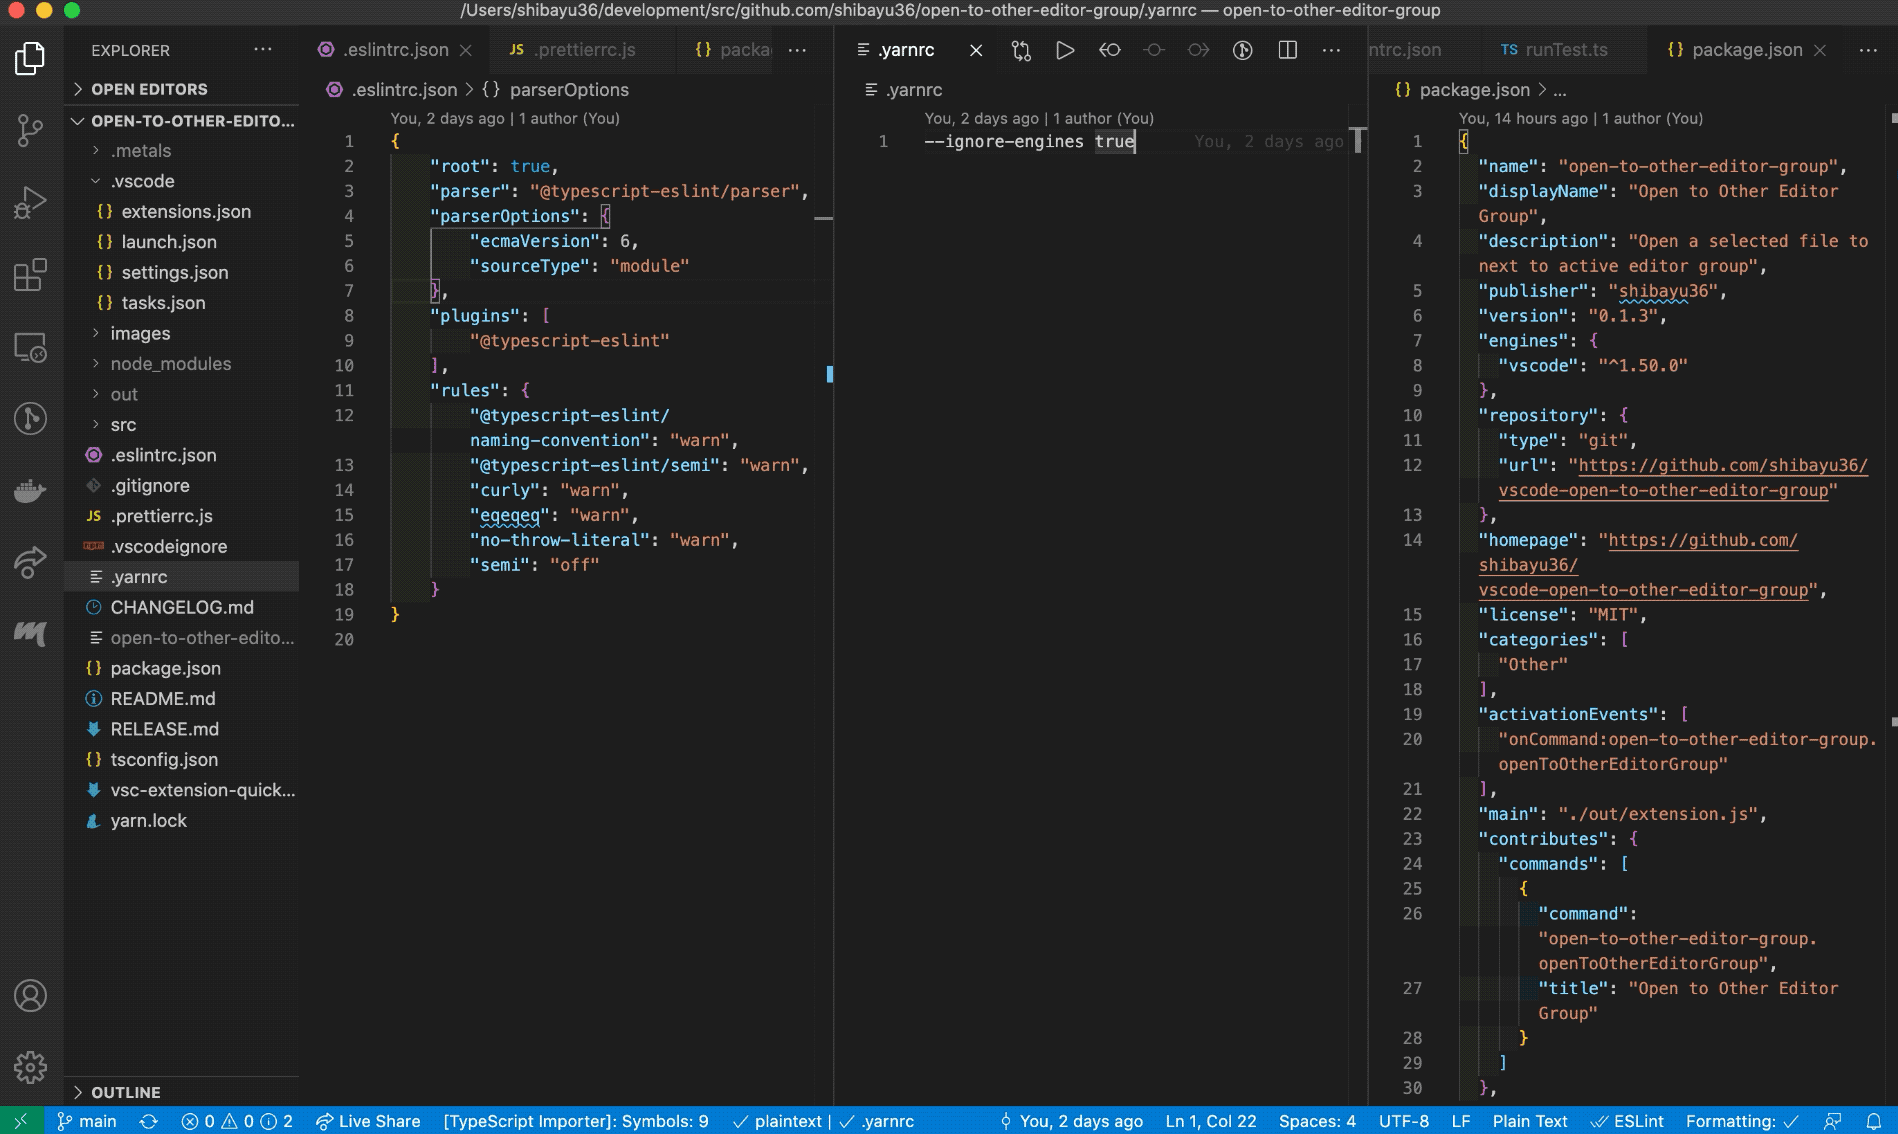 /Users/shibayu36/development/src/github.com/shibayu36/open-to-other-editor-group/.yarnrc — open-to-other-editor-group
EXPLORER
OPEN EDITORS
OPEN-TO-OTHER-EDITO...
.metals
.vscode
{} extensions.json
{} launch.json
{} settings.json
{} tasks.json
images
node_modules
out
src
.eslintrc.json
.gitignore
JS .prettierrc.js
.vscodeignore
.yarnrc
CHANGELOG.md
open-to-other-edito...
{} package.json
README.md
RELEASE.md
{} tsconfig.json
vsc-extension-quick...
yarn.lock
OUTLINE
.eslintrc.json
JS .prettierrc.js
{} packa
.eslintrc.json > {} parserOptions
You, 2 days ago | 1 author (You)
1 {
2 "root": true,
3 "parser": "@typescript-eslint/parser",
4 "parserOptions": {
5 "ecmaVersion": 6,
6 "sourceType": "module"
7 },
8 "plugins": [
9 "@typescript-eslint"
10 ],
11 "rules": {
12 "@typescript-eslint/
naming-convention": "warn",
13 "@typescript-eslint/semi": "warn",
14 "curly": "warn",
15 "eqeqeq": "warn",
16 "no-throw-literal": "warn",
17 "semi": "off"
18 }
19 }
20
.yarnrc
.yarnrc
You, 2 days ago | 1 author (You)
1 --ignore-engines true You, 2 days ago
ntrc.json
TS runTest.ts
{} package.json
{} package.json > ...
You, 14 hours ago | 1 author (You)
1 {
2 "name": "open-to-other-editor-group",
3 "displayName": "Open to Other Editor
Group",
4 "description": "Open a selected file to
next to active editor group",
5 "publisher": "shibayu36",
6 "version": "0.1.3",
7 "engines": {
8 "vscode": "^1.50.0"
9 },
10 "repository": {
11 "type": "git",
12 "url": "https://github.com/shibayu36/
vscode-open-to-other-editor-group"
13 },
14 "homepage": "https://github.com/
shibayu36/
vscode-open-to-other-editor-group",
15 "license": "MIT",
16 "categories": [
17 "Other"
18 ],
19 "activationEvents": [
20 "onCommand:open-to-other-editor-group.
openToOtherEditorGroup"
21 ],
22 "main": "./out/extension.js",
23 "contributes": {
24 "commands": [
25 {
26 "command":
"open-to-other-editor-group.
openToOtherEditorGroup",
27 "title": "Open to Other Editor
Group"
28 }
29 ]
30 },
main 0 0 2 Live Share [TypeScript Importer]: Symbols: 9 ✓ plaintext | ✓ .yarnrc You, 2 days ago Ln 1, Col 22 Spaces: 4 UTF-8 LF Plain Text ESLint Formatting: ✓